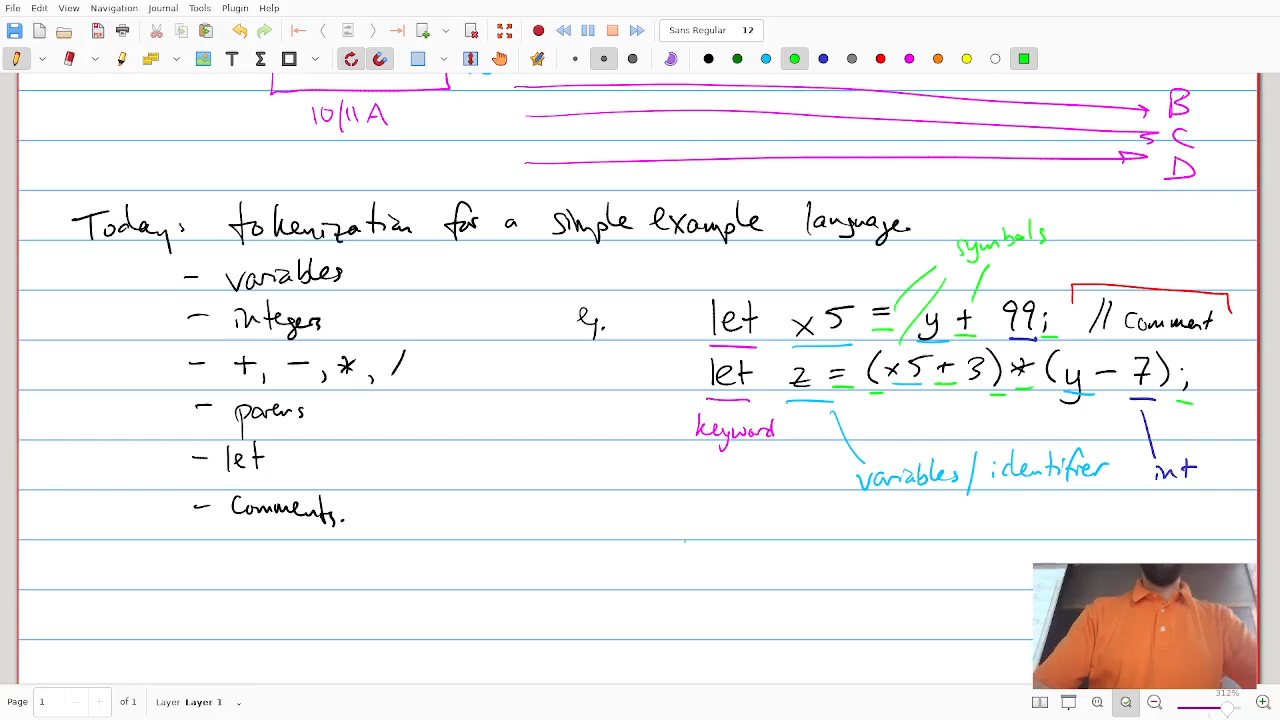 File Edit View Navigation Journal Tools Plugin Help
Sans Regular 12
10/11 A
B
C
D
Today: tokenization for a simple example language.
- variables
- integers
- +, -, *, /
- parens
- let
- comments.
symbols
e.g.
let x5 = y + 99; // comment
let z = (x5 + 3) * (y - 7);
keyword
variables/identifier
int
Page 1 of 1 Layer Layer 1
312%